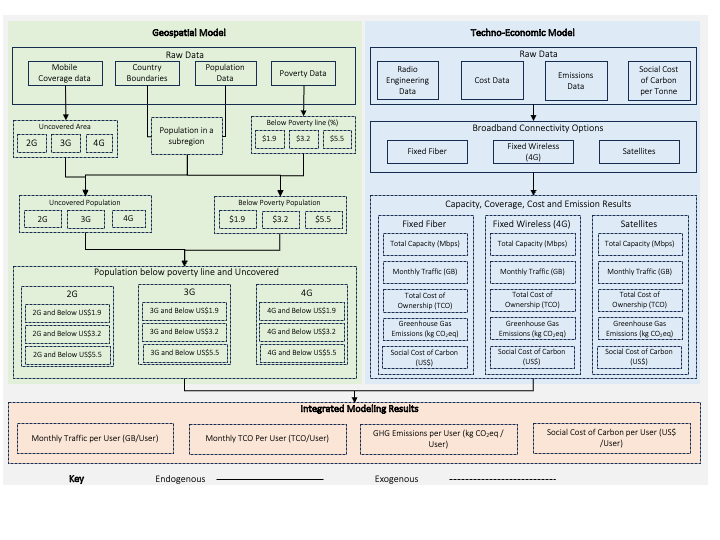 Geospatial Model
Raw Data
Mobile
Coverage data
Country
Boundaries
Population
Data
Poverty Data
Uncovered Area
2G
3G
4G
Population in a
subregion
Below Poverty line (%)
$1.9
$3.2
$5.5
Uncovered Population
2G
3G
4G
Below Poverty Population
$1.9
$3.2
$5.5
Population below poverty line and Uncovered
2G
2G and Below US$1.9
2G and Below US$3.2
2G and Below US$5.5
3G
3G and Below US$1.9
3G and Below US$3.2
3G and Below US$5.5
4G
4G and Below US$1.9
4G and Below US$3.2
4G and Below US$5.5
Techno-Economic Model
Raw Data
Radio
Engineering
Data
Cost Data
Emissions
Data
Social Cost
of Carbon
per Tonne
Broadband Connectivity Options
Fixed Fiber
Fixed Wireless
(4G)
Satellites
Capacity, Coverage, Cost and Emission Results
Fixed Fiber
Total Capacity (Mbps)
Monthly Traffic (GB)
Total Cost of
Ownership (TCO)
Greenhouse Gas
Emissions (kg CO₂eq)
Social Cost of Carbon
(US$)
Fixed Wireless (4G)
Total Capacity (Mbps)
Monthly Traffic (GB)
Total Cost of
Ownership (TCO)
Greenhouse Gas
Emissions (kg CO₂eq)
Social Cost of Carbon
(US$)
Satellites
Total Capacity (Mbps)
Monthly Traffic (GB)
Total Cost of
Ownership (TCO)
Greenhouse Gas
Emissions (kg CO₂eq)
Social Cost of Carbon
(US$)
Integrated Modeling Results
Monthly Traffic per User (GB/User)
Monthly TCO Per User (TCO/User)
GHG Emissions per User (kg CO₂eq /
User)
Social Cost of Carbon per User (US$
/User)
Key
Endogenous
Exogenous